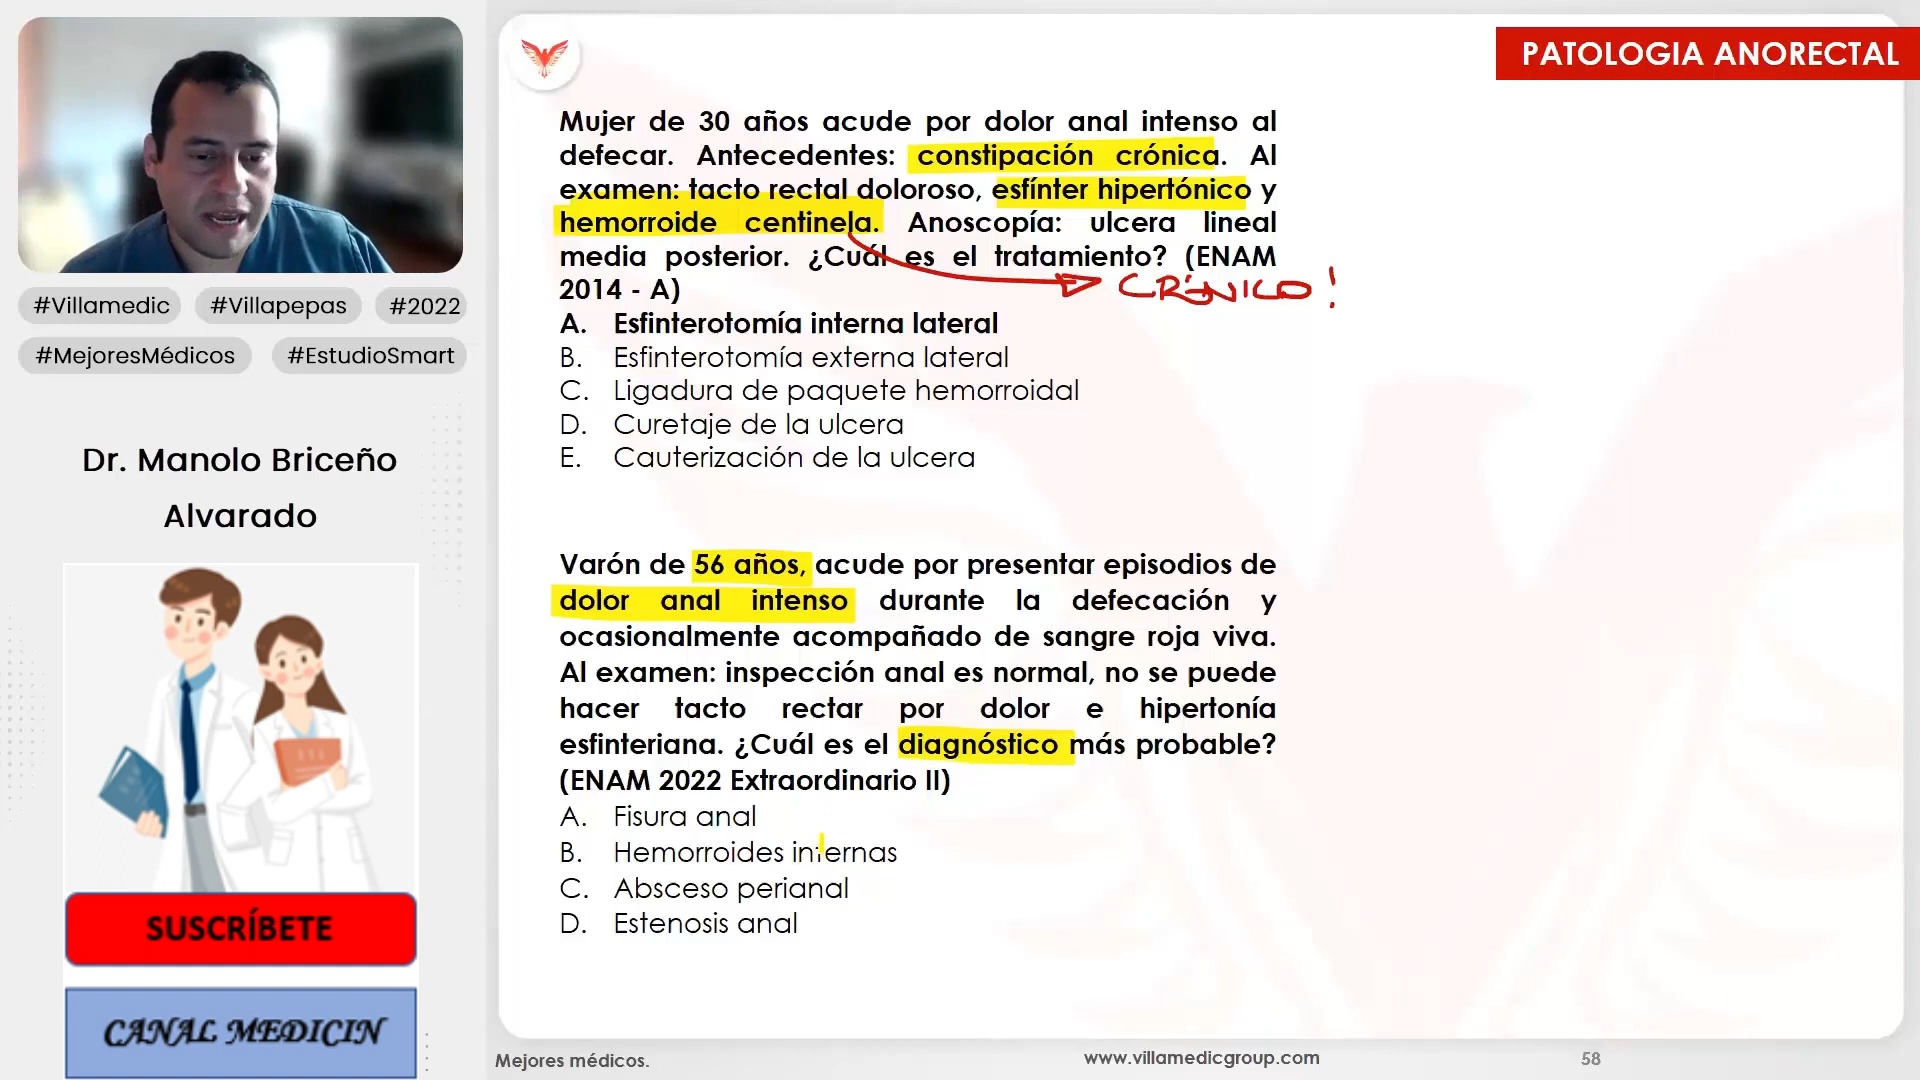 PATOLOGIA ANORECTAL
Mujer de 30 años acude por dolor anal intenso al
defecar. Antecedentes: constipación crónica. Al
examen: tacto rectal doloroso, esfínter hipertónico y
hemorroide centinela. Anoscopía: ulcera lineal
media posterior. ¿Cuál es el tratamiento? (ENAM
2014 - A)
CRÓNICO!
A. Esfinterotomía interna lateral
B. Esfinterotomía externa lateral
C. Ligadura de paquete hemorroidal
D. Curetaje de la ulcera
E. Cauterización de la ulcera
Varón de 56 años, acude por presentar episodios de
dolor anal intenso durante la defecación y
ocasionalmente acompañado de sangre roja viva.
Al examen: inspección anal es normal, no se puede
hacer tacto rectar por dolor e hipertonía
esfinteriana. ¿Cuál es el diagnóstico más probable?
(ENAM 2022 Extraordinario II)
A. Fisura anal
B. Hemorroides internas
C. Absceso perianal
D. Estenosis anal
#Villamedic #Villapepas #2022
#MejoresMédicos #EstudioSmart
Dr. Manolo Briceño
Alvarado
SUSCRÍBETE
CANAL MEDICIN
Mejores médicos.
www.villamedicgroup.com
58